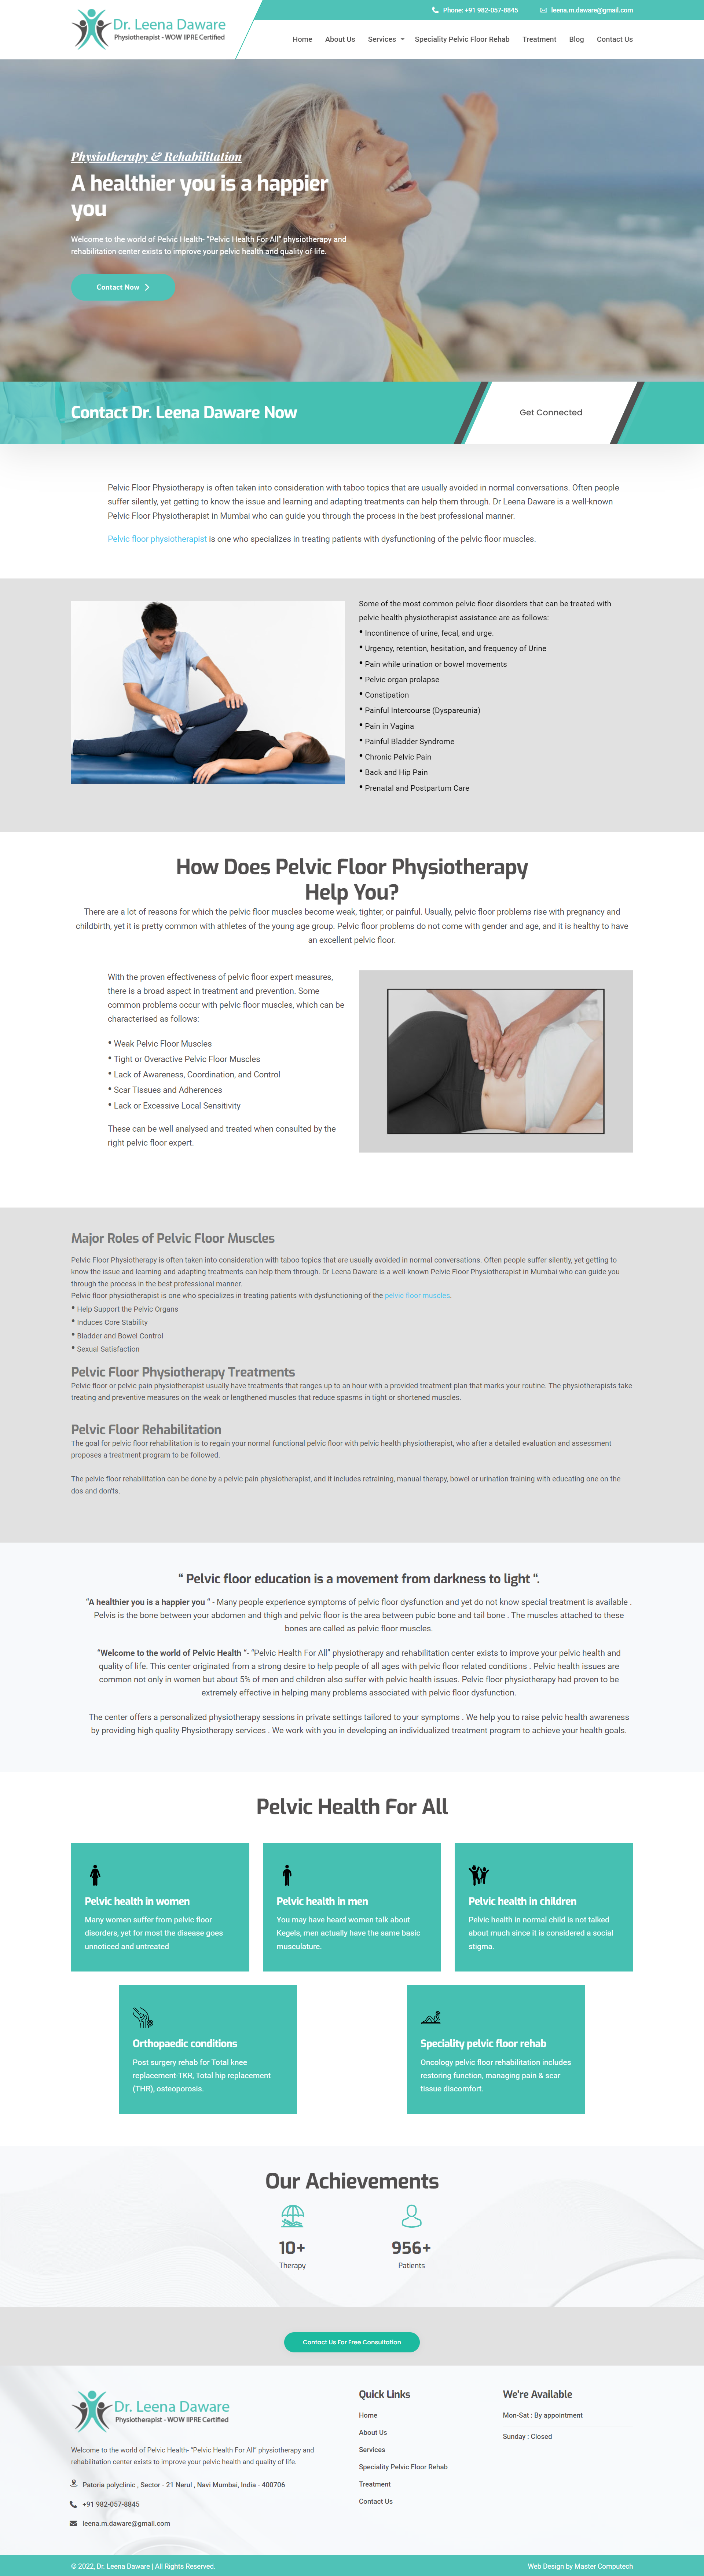 Dr. Leena Daware
Physiotherapist - WOW IIPRE Certified
Phone: +91 982-057-8845
leena.m.daware@gmail.com
Home
About Us
Services
Speciality Pelvic Floor Rehab
Treatment
Blog
Contact Us
Physiotherapy & Rehabilitation
A healthier you is a happier
you
Welcome to the world of Pelvic Health- “Pelvic Health For All” physiotherapy and
rehabilitation center exists to improve your pelvic health and quality of life.
Contact Now
Contact Dr. Leena Daware Now
Get Connected
Pelvic Floor Physiotherapy is often taken into consideration with taboo topics that are usually avoided in normal conversations. Often people
suffer silently, yet getting to know the issue and learning and adapting treatments can help them through. Dr Leena Daware is a well-known
Pelvic Floor Physiotherapist in Mumbai who can guide you through the process in the best professional manner.
Pelvic floor physiotherapist is one who specializes in treating patients with dysfunctioning of the pelvic floor muscles.
Some of the most common pelvic floor disorders that can be treated with
pelvic health physiotherapist assistance are as follows:
• Incontinence of urine, fecal, and urge.
• Urgency, retention, hesitation, and frequency of Urine
• Pain while urination or bowel movements
• Pelvic organ prolapse
• Constipation
• Painful Intercourse (Dyspareunia)
• Pain in Vagina
• Painful Bladder Syndrome
• Chronic Pelvic Pain
• Back and Hip Pain
• Prenatal and Postpartum Care
How Does Pelvic Floor Physiotherapy
Help You?
There are a lot of reasons for which the pelvic floor muscles become weak, tighter, or painful. Usually, pelvic floor problems rise with pregnancy and
childbirth, yet it is pretty common with athletes of the young age group. Pelvic floor problems do not come with gender and age, and it is healthy to have
an excellent pelvic floor.
With the proven effectiveness of pelvic floor expert measures,
there is a broad aspect in treatment and prevention. Some
common problems occur with pelvic floor muscles, which can be
characterised as follows:
• Weak Pelvic Floor Muscles
• Tight or Overactive Pelvic Floor Muscles
• Lack of Awareness, Coordination, and Control
• Scar Tissues and Adherences
• Lack or Excessive Local Sensitivity
These can be well analysed and treated when consulted by the
right pelvic floor expert.
Major Roles of Pelvic Floor Muscles
Pelvic Floor Physiotherapy is often taken into consideration with taboo topics that are usually avoided in normal conversations. Often people suffer silently, yet getting to
know the issue and learning and adapting treatments can help them through. Dr Leena Daware is a well-known Pelvic Floor Physiotherapist in Mumbai who can guide you
through the process in the best professional manner.
Pelvic floor physiotherapist is one who specializes in treating patients with dysfunctioning of the pelvic floor muscles.
• Help Support the Pelvic Organs
• Induces Core Stability
• Bladder and Bowel Control
• Sexual Satisfaction
Pelvic Floor Physiotherapy Treatments
Pelvic floor or pelvic pain physiotherapist usually have treatments that ranges up to an hour with a provided treatment plan that marks your routine. The physiotherapists take
treating and preventive measures on the weak or lengthened muscles that reduce spasms in tight or shortened muscles.
Pelvic Floor Rehabilitation
The goal for pelvic floor rehabilitation is to regain your normal functional pelvic floor with pelvic health physiotherapist, who after a detailed evaluation and assessment
proposes a treatment program to be followed.
The pelvic floor rehabilitation can be done by a pelvic pain physiotherapist, and it includes retraining, manual therapy, bowel or urination training with educating one on the
dos and don'ts.
“ Pelvic floor education is a movement from darkness to light “.
“A healthier you is a happier you ” - Many people experience symptoms of pelvic floor dysfunction and yet do not know special treatment is available .
Pelvis is the bone between your abdomen and thigh and pelvic floor is the area between pubic bone and tail bone . The muscles attached to these
bones are called as pelvic floor muscles.
“Welcome to the world of Pelvic Health ”- “Pelvic Health For All” physiotherapy and rehabilitation center exists to improve your pelvic health and
quality of life. This center originated from a strong desire to help people of all ages with pelvic floor related conditions . Pelvic health issues are
common not only in women but about 5% of men and children also suffer with pelvic health issues. Pelvic floor physiotherapy had proven to be
extremely effective in helping many problems associated with pelvic floor dysfunction.
The center offers a personalized physiotherapy sessions in private settings tailored to your symptoms . We help you to raise pelvic health awareness
by providing high quality Physiotherapy services . We work with you in developing an individualized treatment program to achieve your health goals.
Pelvic Health For All
Pelvic health in women
Many women suffer from pelvic floor
disorders, yet for most the disease goes
unnoticed and untreated
Pelvic health in men
You may have heard women talk about
Kegels, men actually have the same basic
musculature.
Pelvic health in children
Pelvic health in normal child is not talked
about much since it is considered a social
stigma.
Orthopaedic conditions
Post surgery rehab for Total knee
replacement-TKR, Total hip replacement
(THR), osteoporosis.
Speciality pelvic floor rehab
Oncology pelvic floor rehabilitation includes
restoring function, managing pain & scar
tissue discomfort.
Our Achievements
10+
Therapy
956+
Patients
Contact Us For Free Consultation
Dr. Leena Daware
Physiotherapist - WOW IIPRE Certified
Welcome to the world of Pelvic Health- “Pelvic Health For All” physiotherapy and
rehabilitation center exists to improve your pelvic health and quality of life.
Patoria polyclinic , Sector - 21 Nerul , Navi Mumbai, India - 400706
+91 982-057-8845
leena.m.daware@gmail.com
Quick Links
Home
About Us
Services
Speciality Pelvic Floor Rehab
Treatment
Contact Us
We're Available
Mon-Sat : By appointment
Sunday : Closed
© 2022, Dr. Leena Daware | All Rights Reserved.
Web Design by Master Computech